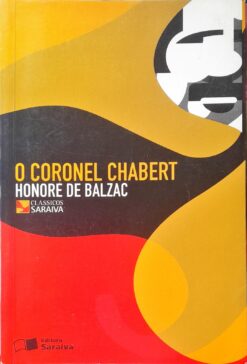 O CORONEL CHABERT
HONORE DE BALZAC
CLÁSSICOS
SARAIVA
Editora
Saraiva